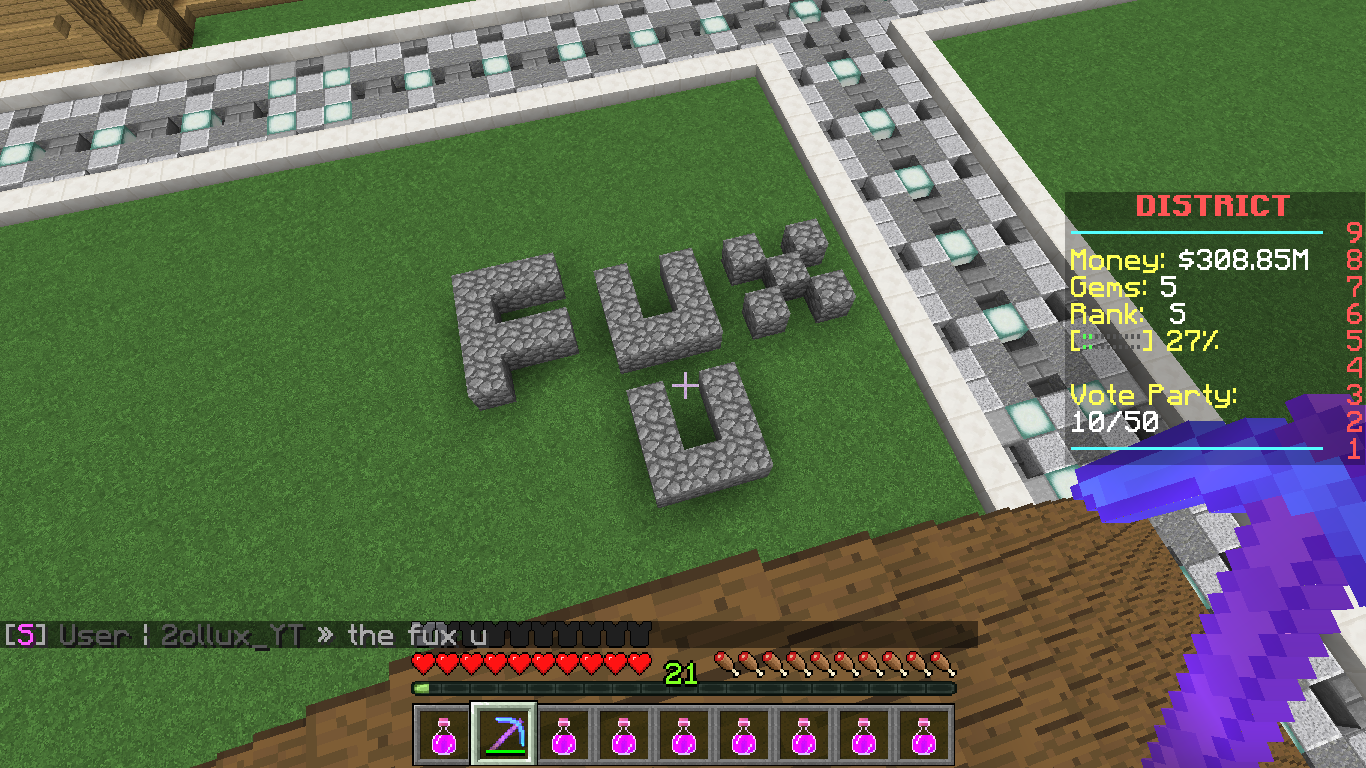 FUX
U
DISTRICT
9
Money: $308.85M 8
Gems: 5 7
Rank: 5 6
[::::::::::] 27% 5
4
Vote Party: 3
10/50 2
1
[S] User | 2ollux_YT » the fux u
21